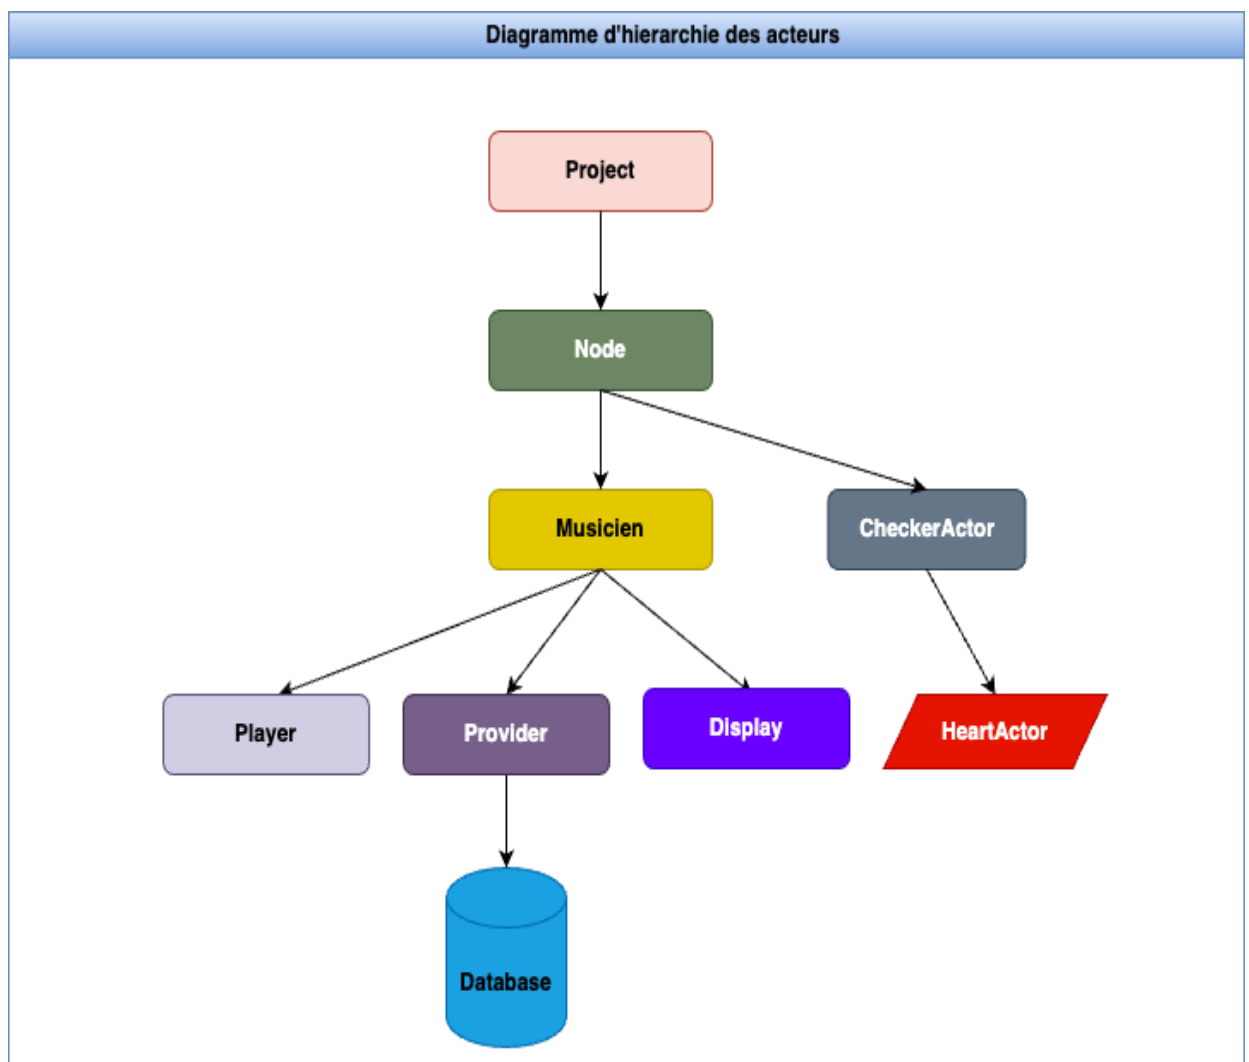 Diagramme d'hierarchie des acteurs
Project
Node
Musicien
CheckerActor
Player
Provider
Display
HeartActor
Database